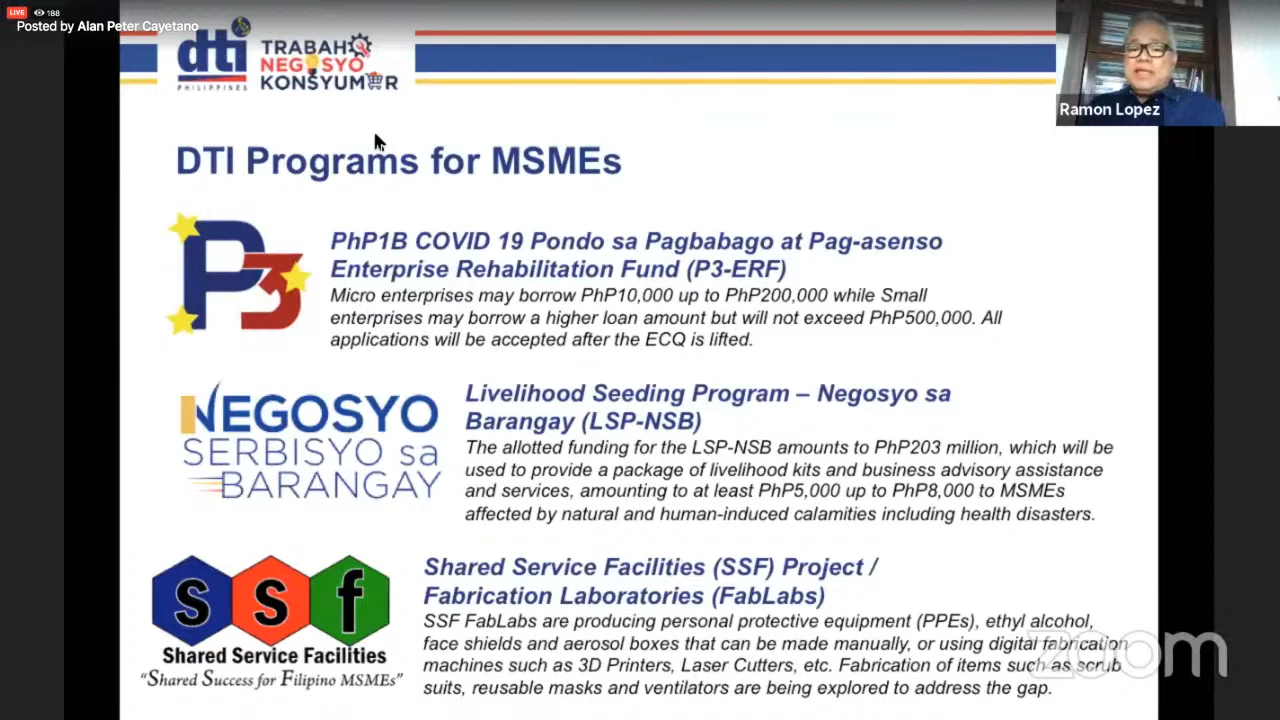 LIVE 188
Posted by Alan Peter Cayetano
dti
PHILIPPINES
TRABAHO
NEGOSYO
KONSYUMER
Ramon Lopez
DTI Programs for MSMEs
P3
PhP1B COVID 19 Pondo sa Pagbabago at Pag-asenso
Enterprise Rehabilitation Fund (P3-ERF)
Micro enterprises may borrow PhP10,000 up to PhP200,000 while Small
enterprises may borrow a higher loan amount but will not exceed PhP500,000. All
applications will be accepted after the ECQ is lifted.
NEGOSYO
SERBISYO sa
BARANGAY
Livelihood Seeding Program – Negosyo sa
Barangay (LSP-NSB)
The allotted funding for the LSP-NSB amounts to PhP203 million, which will be
used to provide a package of livelihood kits and business advisory assistance
and services, amounting to at least PhP5,000 up to PhP8,000 to MSMEs
affected by natural and human-induced calamities including health disasters.
S S f
Shared Service Facilities
“Shared Success for Filipino MSMEs”
Shared Service Facilities (SSF) Project /
Fabrication Laboratories (FabLabs)
SSF FabLabs are producing personal protective equipment (PPEs), ethyl alcohol,
face shields and aerosol boxes that can be made manually, or using digital fabrication
machines such as 3D Printers, Laser Cutters, etc. Fabrication of items such as scrub
suits, reusable masks and ventilators are being explored to address the gap.
zoom